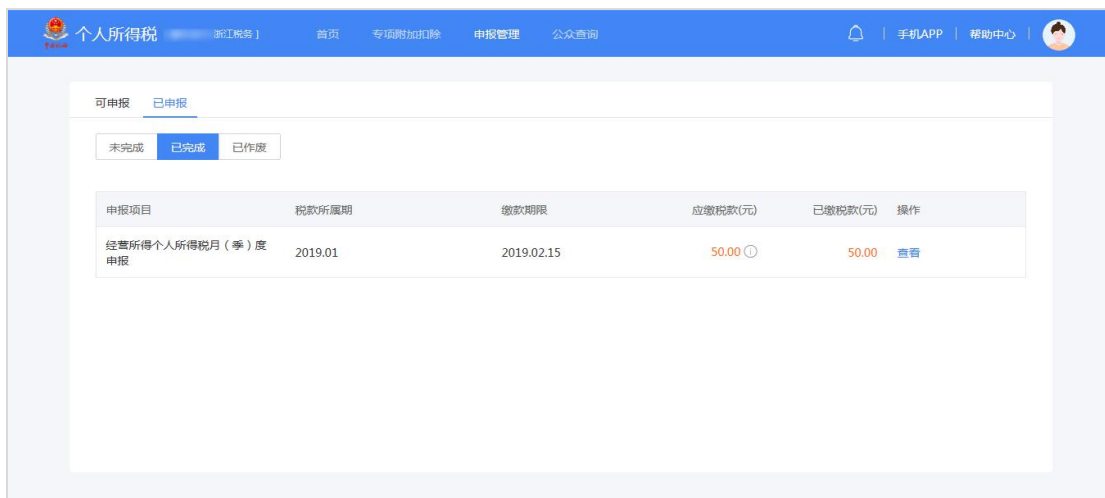 个人所得税 浙江税务] 首页 专项附加扣除 申报管理 公众查询 手机APP | 帮助中心 |
可申报 已申报
未完成 已完成 已作废
申报项目 税款所属期 缴款期限 应缴税款(元) 已缴税款(元) 操作
经营所得个人所得税月（季）度
申报 2019.01 2019.02.15 50.00 50.00 查看